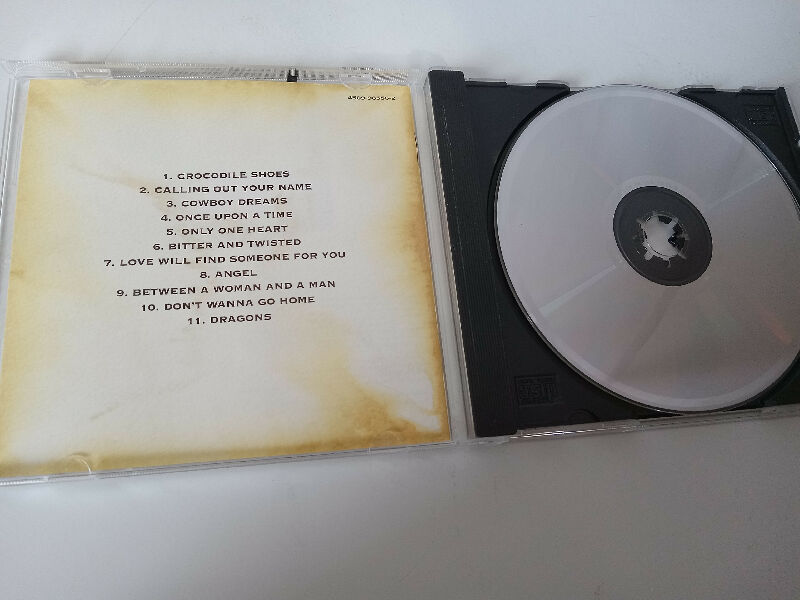 1. CROCODILE SHOES
2. CALLING OUT YOUR NAME
3. COWBOY DREAMS
4. ONCE UPON A TIME
5. ONLY ONE HEART
6. BITTER AND TWISTED
7. LOVE WILL FIND SOMEONE FOR YOU
8. ANGEL
9. BETWEEN A WOMAN AND A MAN
10. DON'T WANNA GO HOME
11. DRAGONS